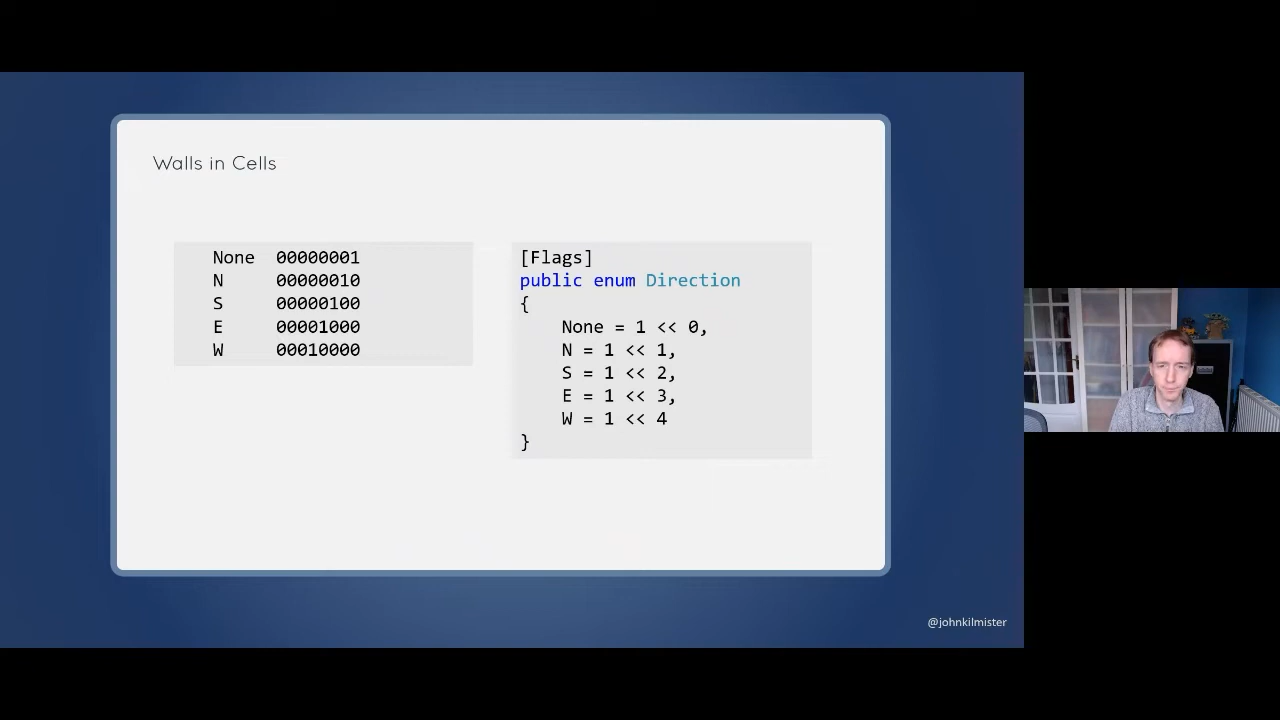 Walls in Cells
None 00000001
N 00000010
S 00000100
E 00001000
W 00010000
[Flags]
public enum Direction
{
None = 1 << 0,
N = 1 << 1,
S = 1 << 2,
E = 1 << 3,
W = 1 << 4
}
@johnkilmister